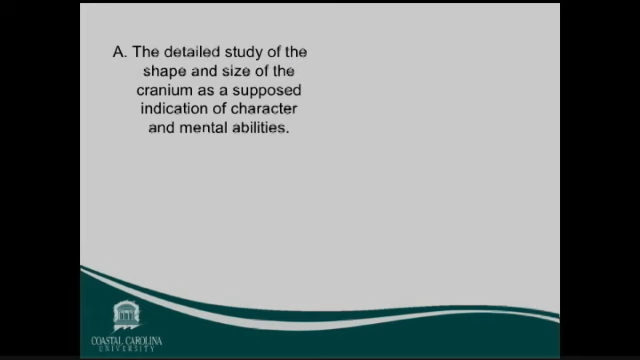 A. The detailed study of the
shape and size of the
cranium as a supposed
indication of character
and mental abilities.
COASTAL CAROLINA
UNIVERSITY